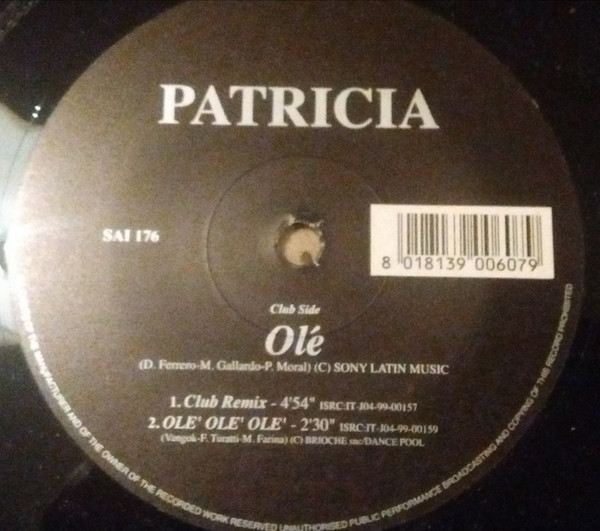 PATRICIA
SAI 176
8 018139 006079
Club Side
Olé
(D. Ferrero-M. Gallardo-P. Moral) (C) SONY LATIN MUSIC
1. Club Remix - 4'54" ISRC:IT-J04-99-00157
2. OLE' OLE' OLE' - 2'30" ISRC:IT-J04-99-00159
(Vangok-F. Turatti-M. Farina) (C) BRIOCHE snc/DANCE POOL
MANUFACTURER AND OF THE OWNER OF THE RECORDED WORK RESERVED UNAUTHORISED PUBLIC PERFORMANCE BROADCASTING AND COPYING OF THIS RECORD PROHIBITED